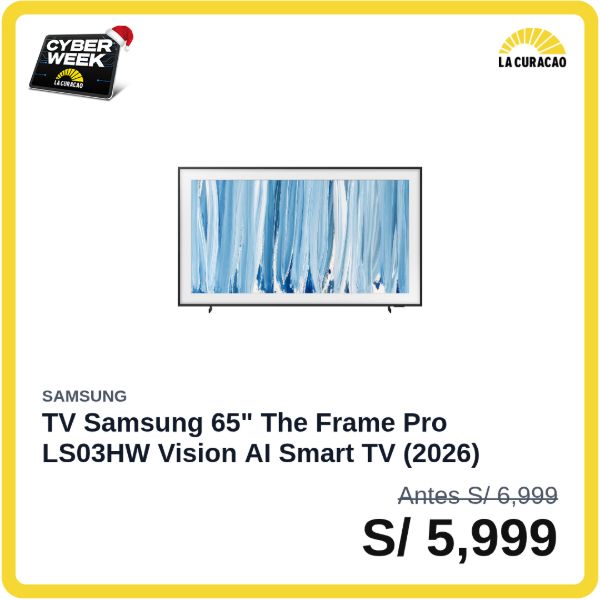 CYBER
WEEK
LA CURACAO
LA CURACAO
SAMSUNG
TV Samsung 65" The Frame Pro
LS03HW Vision AI Smart TV (2026)
Antes S/ 6,999
S/ 5,999